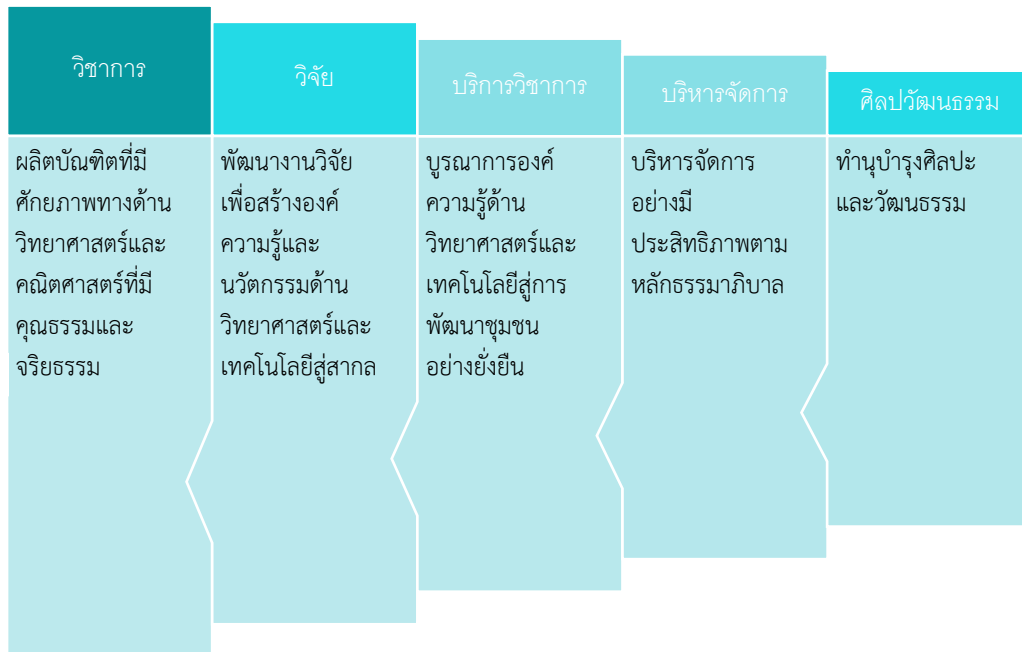 วิชาการ
ผลิตบัณฑิตที่มี
ศักยภาพทางด้าน
วิทยาศาสตร์และ
คณิตศาสตร์ที่มี
คุณธรรมและ
จริยธรรม
วิจัย
พัฒนางานวิจัย
เพื่อสร้างองค์
ความรู้และ
นวัตกรรมด้าน
วิทยาศาสตร์และ
เทคโนโลยีสู่สากล
บริการวิชาการ
บูรณาการองค์
ความรู้ด้าน
วิทยาศาสตร์และ
เทคโนโลยีสู่การ
พัฒนาชุมชน
อย่างยั่งยืน
บริหารจัดการ
บริหารจัดการ
อย่างมี
ประสิทธิภาพตาม
หลักธรรมาภิบาล
ศิลปวัฒนธรรม
ทำนุบำรุงศิลปะ
และวัฒนธรรม